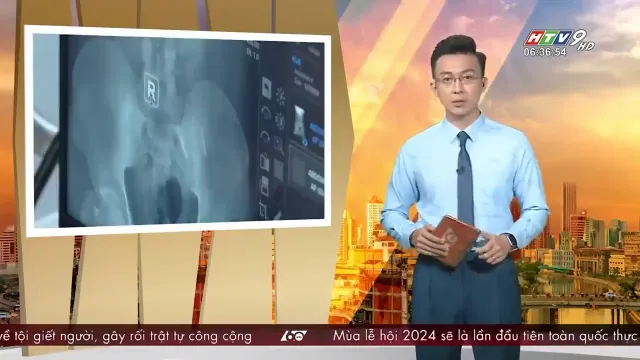 HTV9 HD
06:36:54
R
về tội giết người, gây rối trật tự công cộng
60
Mùa lễ hội 2024 sẽ là lần đầu tiên toàn quốc thực